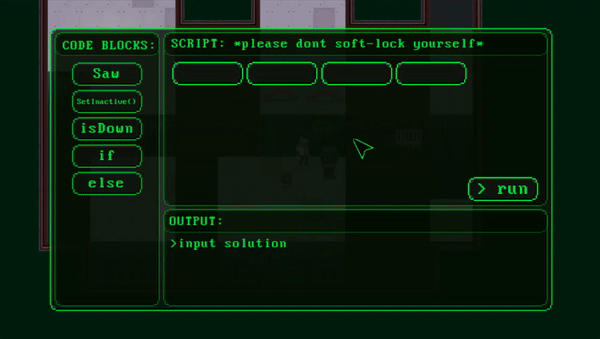 CODE BLOCKS:
Saw
SetInactive()
isDown
if
else
SCRIPT: *please dont soft-lock yourself*
> run
OUTPUT:
>input solution